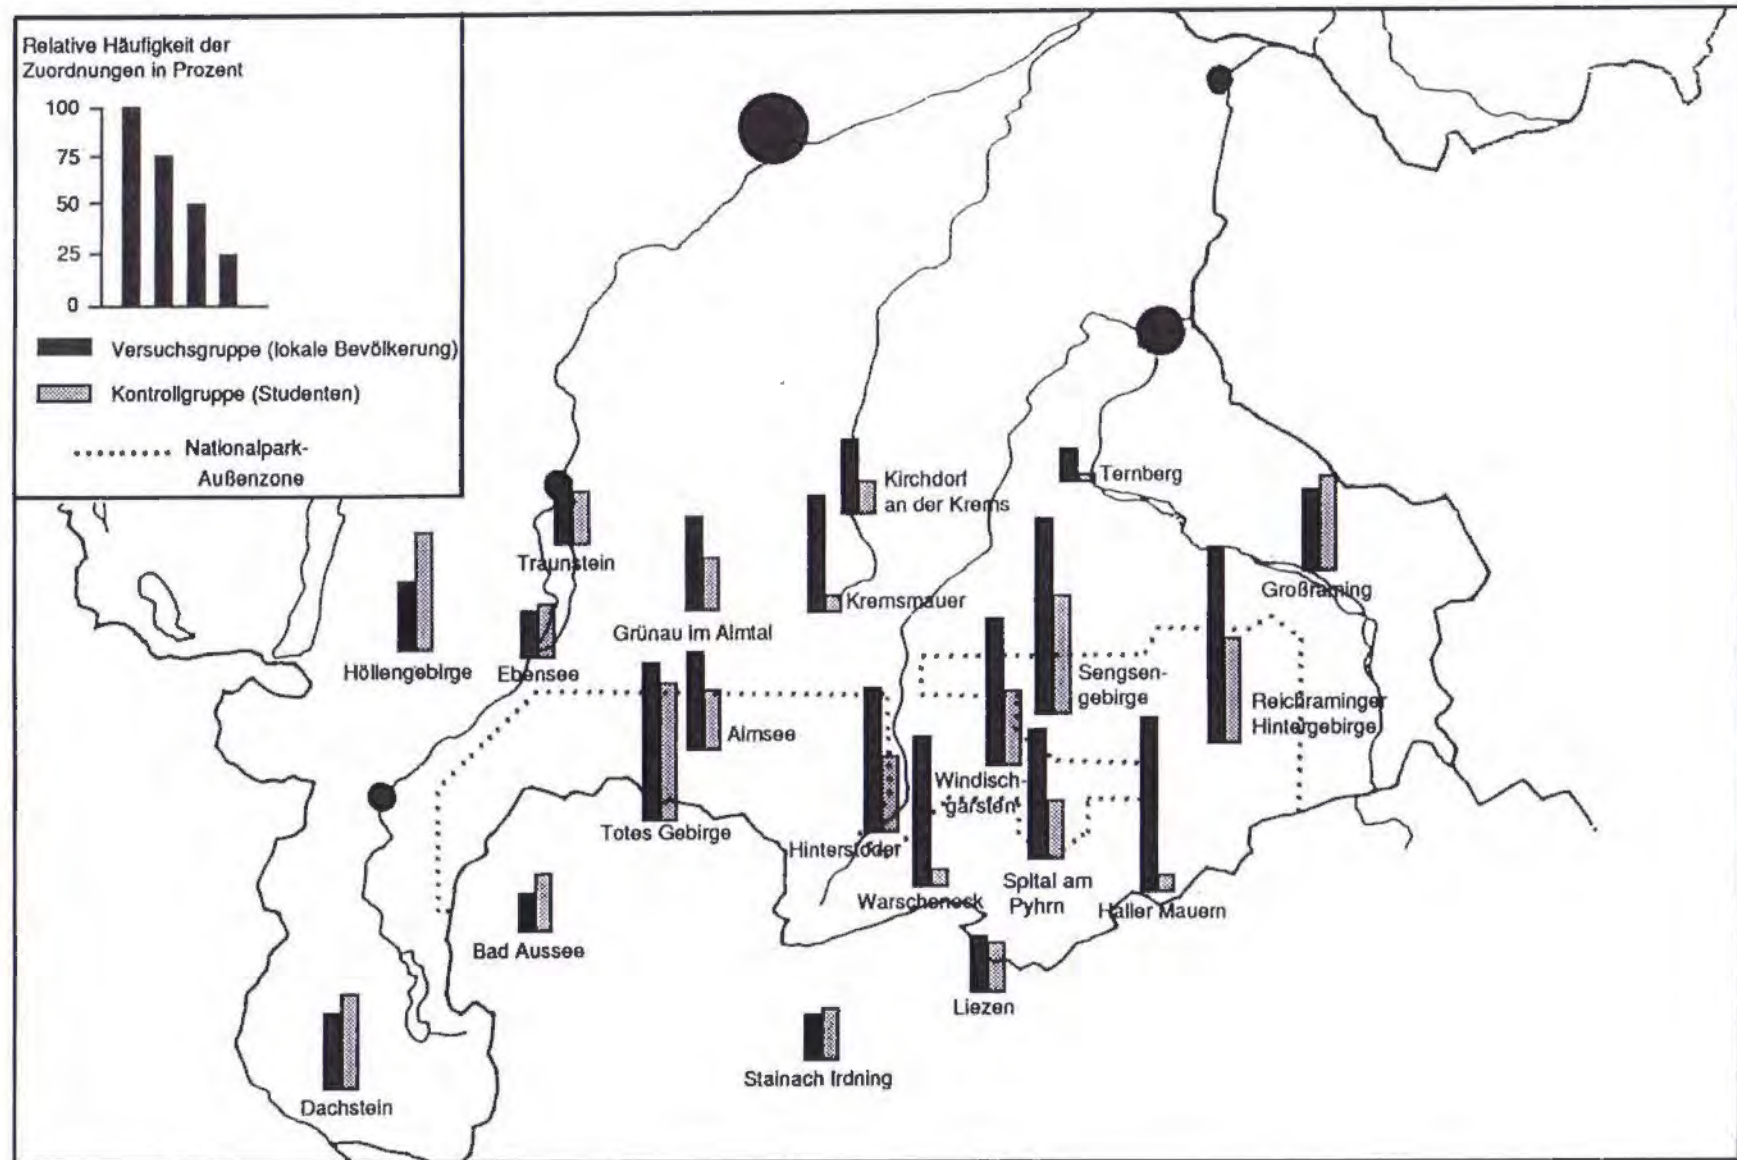 Relative Häufigkeit der
Zuordnungen in Prozent
100
75
50
25
0
Versuchsgruppe (lokale Bevölkerung)
Kontrollgruppe (Studenten)
Nationalpark-
Außenzone
Kirchdorf
an der Krems
Ternberg
Traunstein
Großraming
Kremsmauer
Grünau im Almtal
Höllengebirge
Ebensee
Sengsen-
gebirge
Reichraminger
Hintergebirge
Almsee
Windisch-
garsten
Totes Gebirge
Hinterstoder
Spital am
Pyhrn
Warscheneck
Haller Mauern
Bad Aussee
Liezen
Stainach Irdning
Dachstein